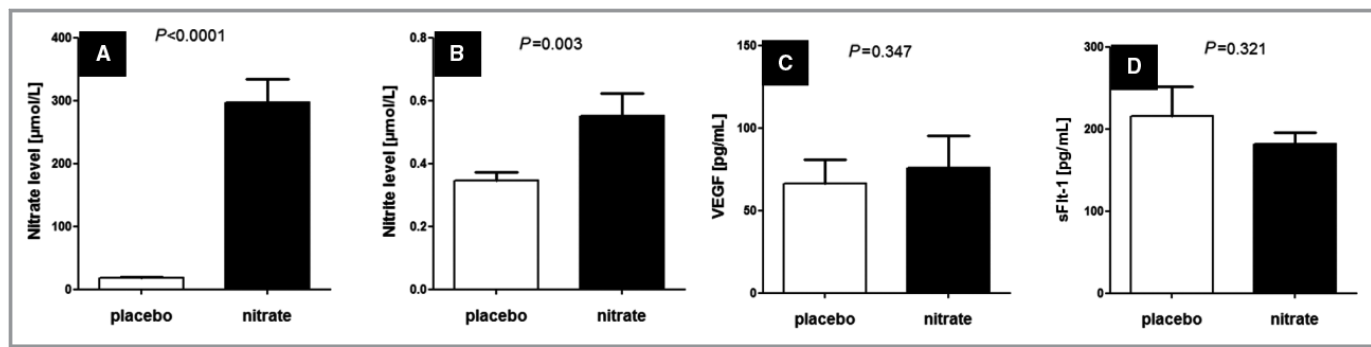 A
P<0.0001
Nitrate level [µmol/L]
400
300
200
100
0
placebo nitrate
B
P=0.003
Nitrite level [µmol/L]
0.8
0.6
0.4
0.2
0.0
placebo nitrate
C
P=0.347
VEGF [pg/mL]
150
100
50
0
placebo nitrate
D
P=0.321
sFlt-1 [pg/mL]
300
200
100
0
placebo nitrate